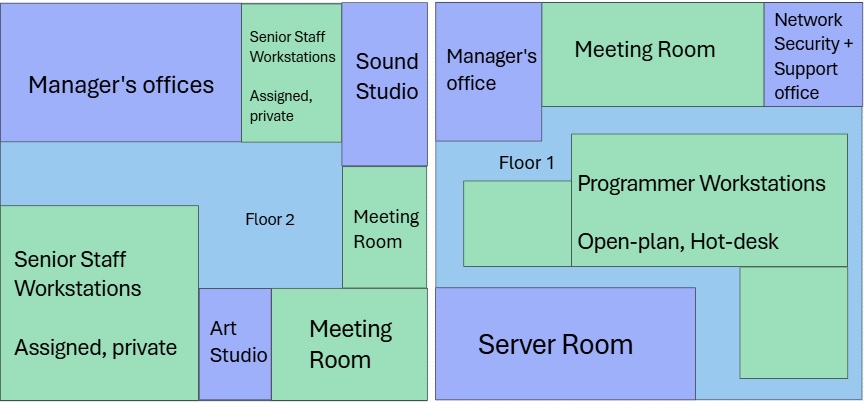 Manager's offices
Senior Staff
Workstations
Assigned,
private
Sound
Studio
Floor 2
Meeting
Room
Senior Staff
Workstations
Assigned, private
Art
Studio
Meeting
Room
Manager's
office
Meeting Room
Network
Security +
Support
office
Floor 1
Programmer Workstations
Open-plan, Hot-desk
Server Room